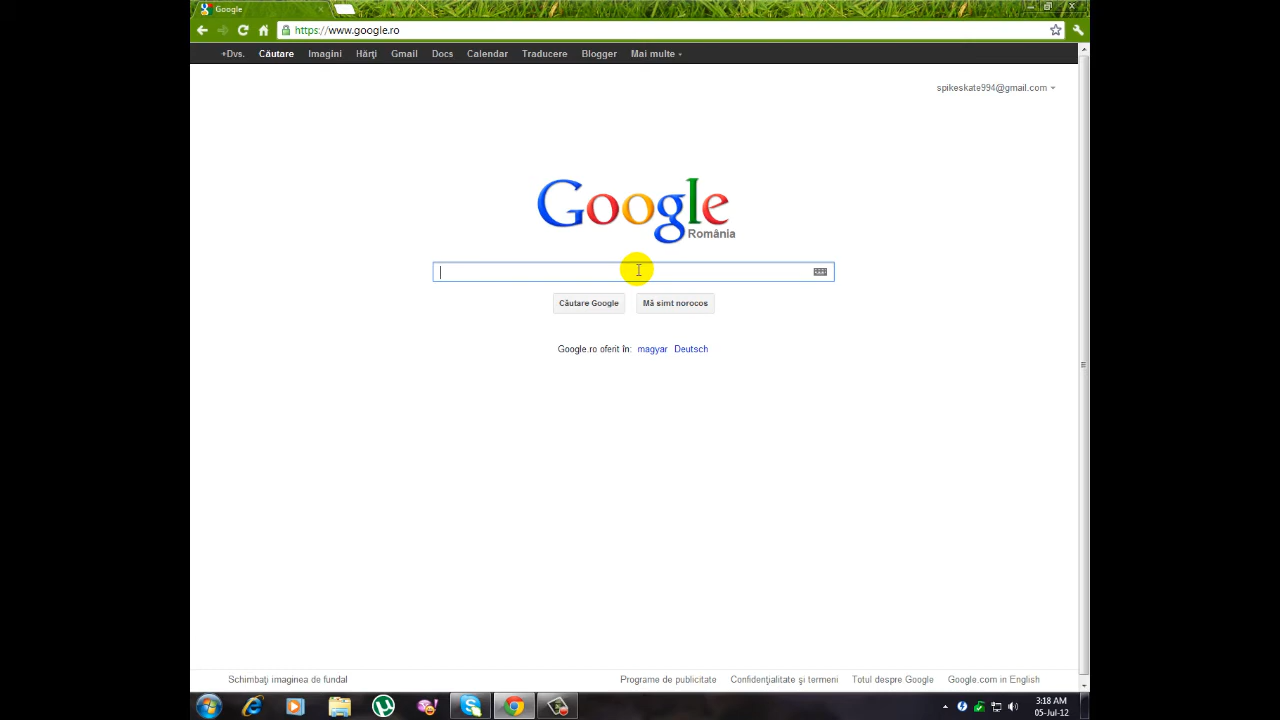 Google
https://www.google.ro
+Dvs. Căutare Imagini Hărţi Gmail Docs Calendar Traducere Blogger Mai multe
spikeskate994@gmail.com
Google
România
Căutare Google Mă simt norocos
Google.ro oferit în: magyar Deutsch
Schimbaţi imaginea de fundal Programe de publicitate Confidenţialitate şi termeni Totul despre Google Google.com in English
3:18 AM
05-Jul-12